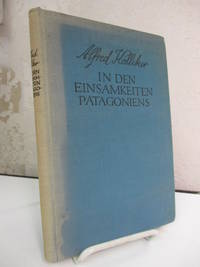 Alfred Kölliker
IN DEN
EINSAMKEITEN
PATAGONIENS